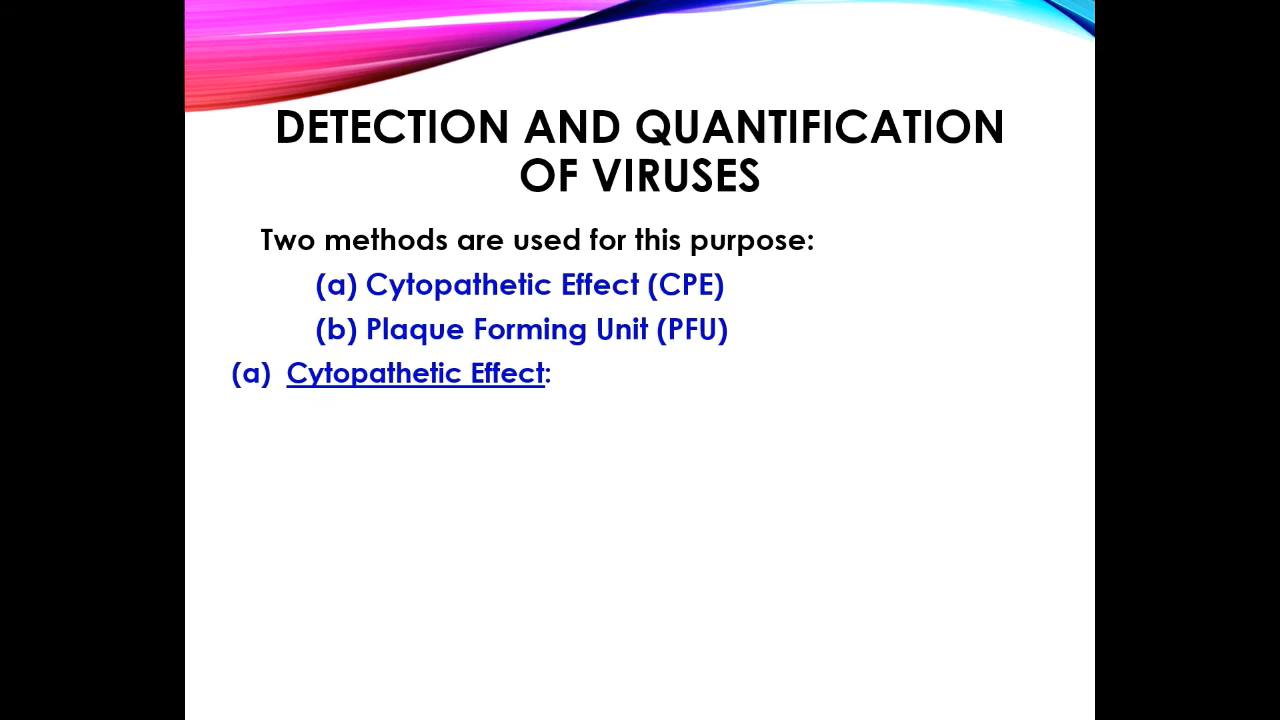 DETECTION AND QUANTIFICATION
OF VIRUSES
Two methods are used for this purpose:
(a) Cytopathetic Effect (CPE)
(b) Plaque Forming Unit (PFU)
(a) Cytopathetic Effect: